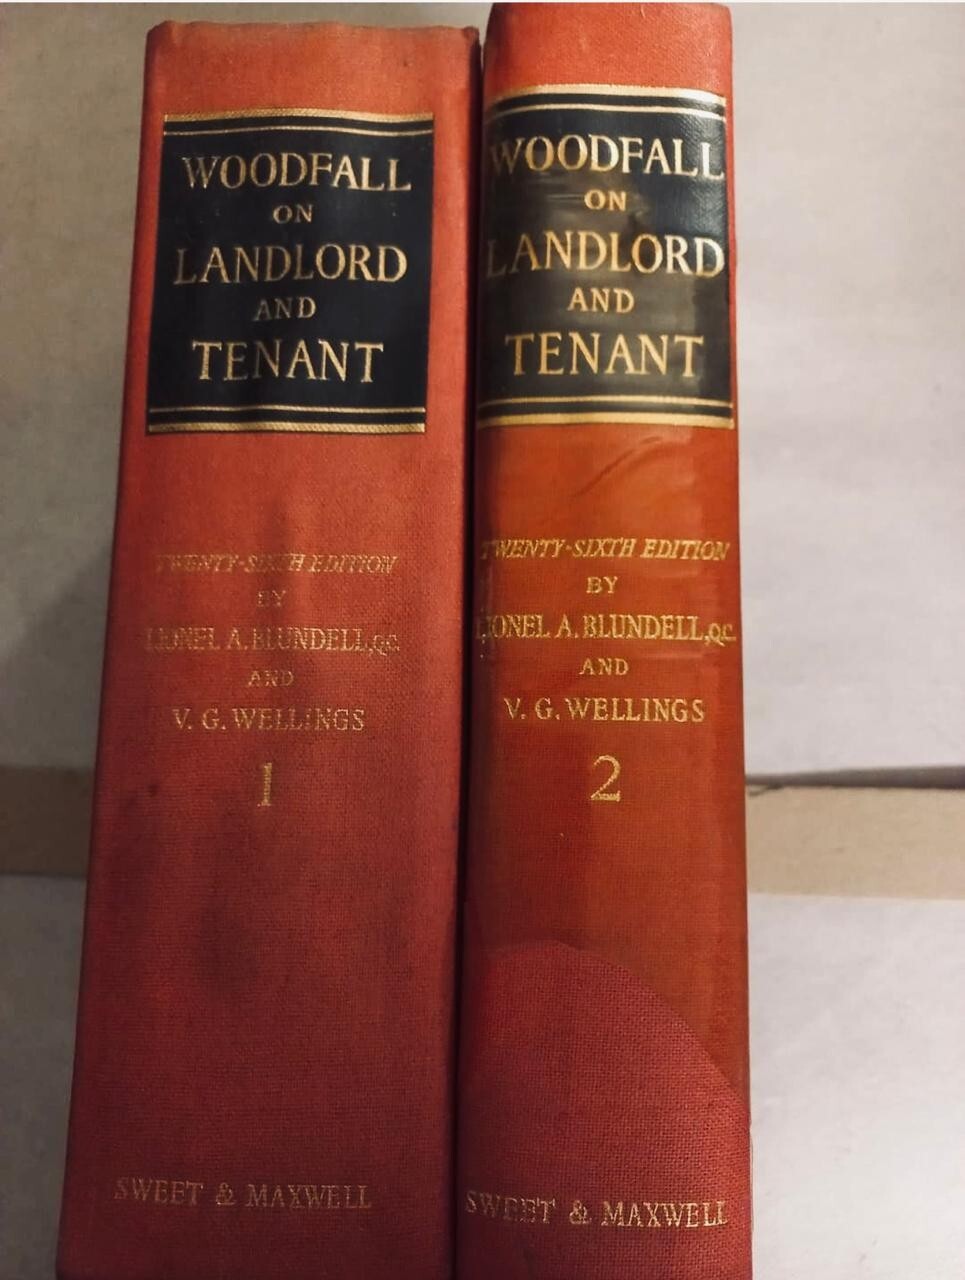 WOODFALL
ON
LANDLORD
AND
TENANT
TWENTY-SIXTH EDITION
BY
LIONEL A. BLUNDELL, Q.C.
AND
V. G. WELLINGS
1
SWEET & MAXWELL
WOODFALL
ON
LANDLORD
AND
TENANT
TWENTY-SIXTH EDITION
BY
LIONEL A. BLUNDELL, Q.C.
AND
V. G. WELLINGS
2
SWEET & MAXWELL